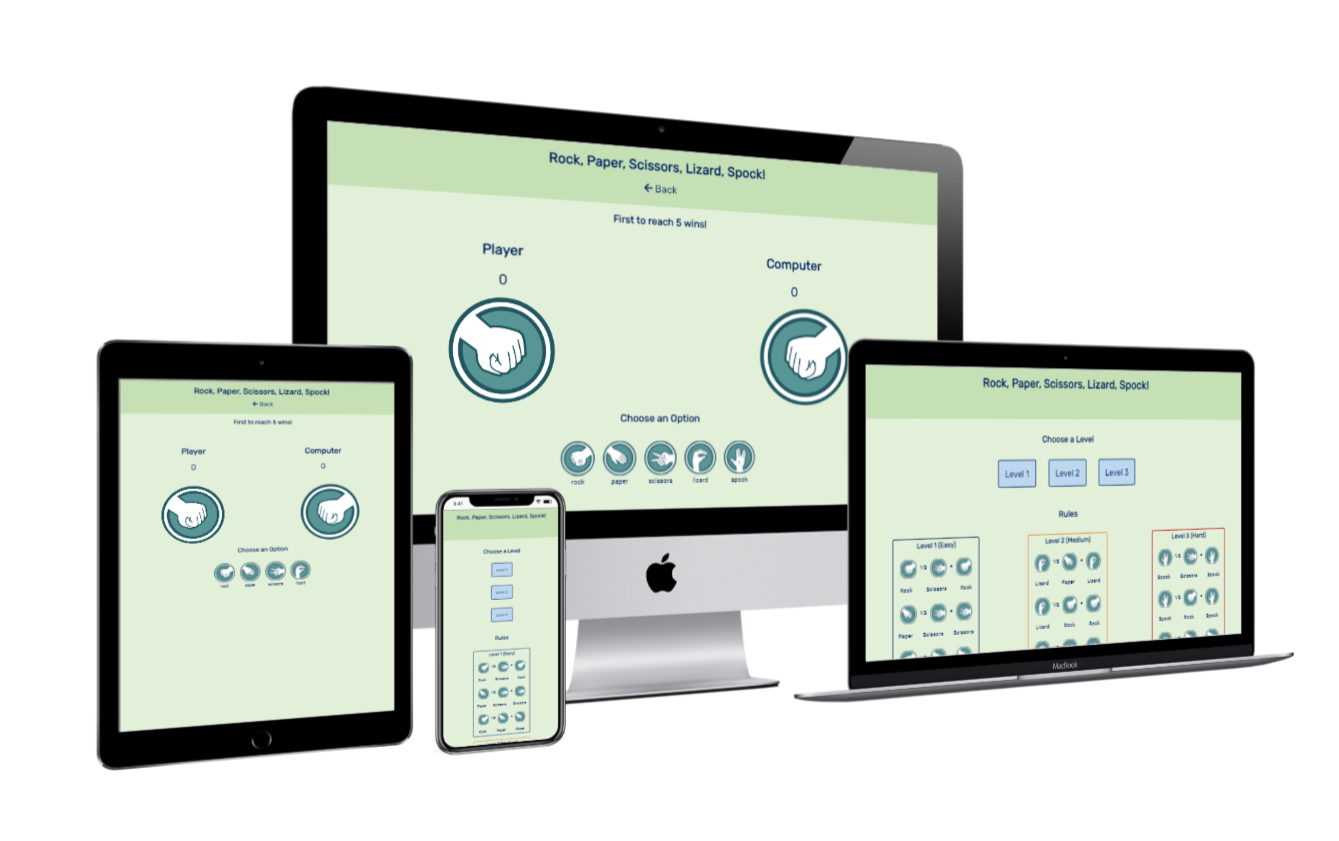 Rock, Paper, Scissors, Lizard, Spock!
← Back
First to reach 5 wins!
Player
Computer
0
0
Choose an Option
rock
paper
scissors
lizard
spock
Rock, Paper, Scissors, Lizard, Spock!
← Back
First to reach 5 wins!
Player
Computer
0
0
Choose an Option
rock
paper
scissors
lizard
9:41
Rock, Paper, Scissors, Lizard, Spock!
Choose a Level
Level 1
Level 2
Level 3
Rules
Level 1 (Easy)
vs =
Rock Scissors Rock
vs =
Paper Scissors Scissors
vs =
Rock Paper Paper
Rock, Paper, Scissors, Lizard, Spock!
Choose a Level
Level 1 Level 2 Level 3
Rules
Level 1 (Easy)
VS =
Rock Scissors Rock
VS =
Paper Scissors Scissors
VS =
Level 2 (Medium)
VS =
Lizard Paper Lizard
VS =
Lizard Rock Rock
Level 3 (Hard)
VS =
Spock Scissors Spock
VS =
Spock Rock Spock
MacBook